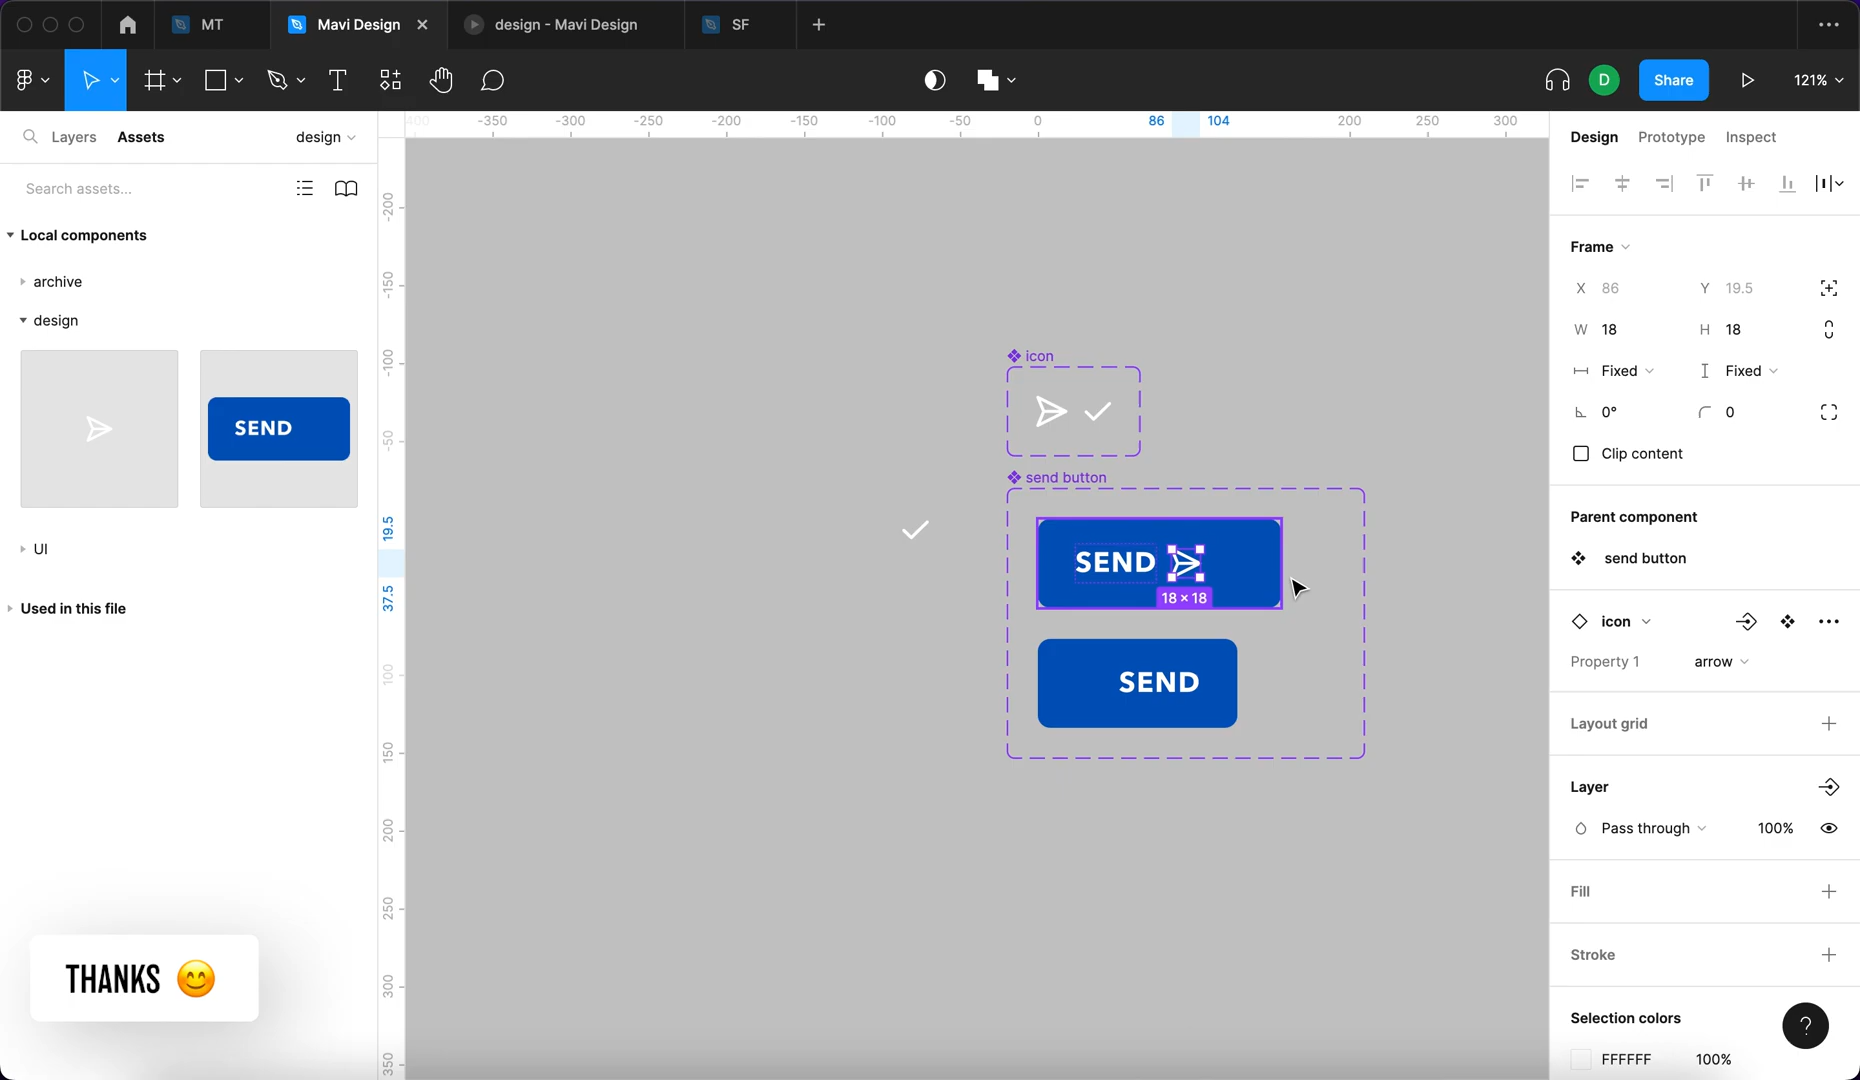 MT
Mavi Design
design - Mavi Design
SF
Share
D
121%
Layers
Assets
design
Search assets...
Local components
archive
design
SEND
UI
Used in this file
THANKS 😊
-350
-300
-250
-200
-150
-100
-50
0
86
104
200
250
300
-200
-150
-100
-50
19.5
37.5
100
150
200
250
300
350
icon
send button
SEND
18 × 18
SEND
Design
Prototype
Inspect
Frame
X 86
Y 19.5
W 18
H 18
Fixed
Fixed
0°
0
Clip content
Parent component
send button
icon
Property 1
arrow
Layout grid
Layer
Pass through
100%
Fill
Stroke
Selection colors
FFFFFF
100%
?